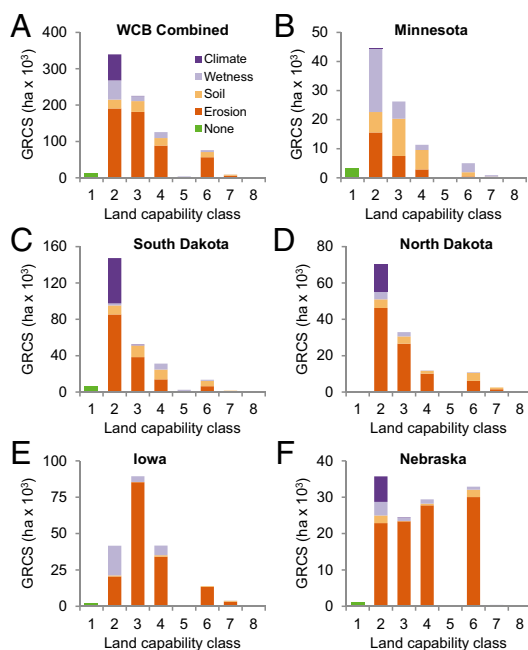 A WCB Combined
GRCS (ha x 10³)
400
300
200
100
0
Climate
Wetness
Soil
Erosion
None
1 2 3 4 5 6 7 8
Land capability class
B Minnesota
GRCS (ha x 10³)
50
40
30
20
10
0
1 2 3 4 5 6 7 8
Land capability class
C South Dakota
GRCS (ha x 10³)
160
120
80
40
0
1 2 3 4 5 6 7 8
Land capability class
D North Dakota
GRCS (ha x 10³)
80
60
40
20
0
1 2 3 4 5 6 7 8
Land capability class
E Iowa
GRCS (ha x 10³)
100
75
50
25
0
1 2 3 4 5 6 7 8
Land capability class
F Nebraska
GRCS (ha x 10³)
40
30
20
10
0
1 2 3 4 5 6 7 8
Land capability class